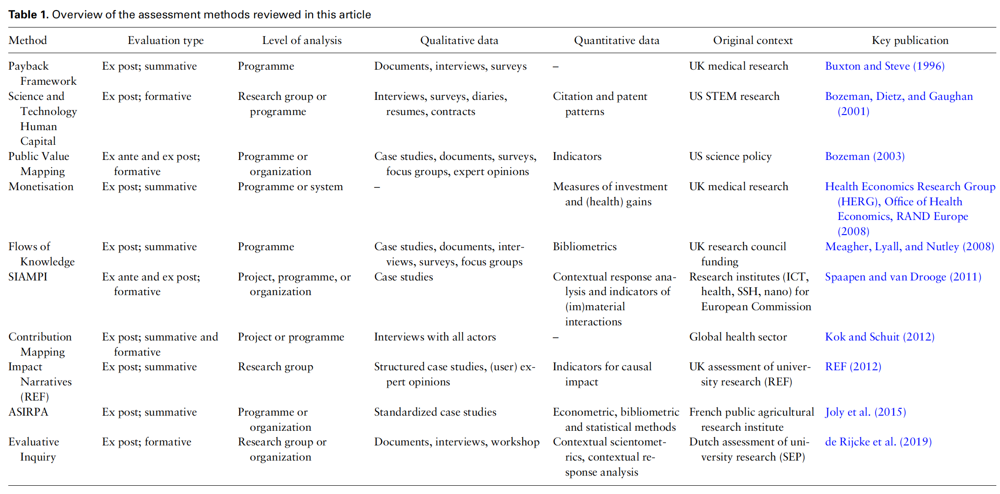 Table 1. Overview of the assessment methods reviewed in this article
Method Evaluation type Level of analysis Qualitative data Quantitative data Original context Key publication
Payback Ex post; summative Programme Documents, interviews, surveys – UK medical research Buxton and Steve (1996)
Framework
Science and Ex post; formative Research group or Interviews, surveys, diaries, Citation and patent US STEM research Bozeman, Dietz, and Gaughan
Technology programme resumes, contracts patterns (2001)
Human
Capital
Public Value Ex ante and ex post; Programme or Case studies, documents, surveys, Indicators US science policy Bozeman (2003)
Mapping formative organization focus groups, expert opinions
Monetisation Ex post; summative Programme or system – Measures of investment UK medical research Health Economics Research Group
and (health) gains (HERG), Office of Health
Economics, RAND Europe
(2008)
Flows of Ex post; summative Programme Case studies, documents, inter- Bibliometrics UK research council Meagher, Lyall, and Nutley (2008)
Knowledge views, surveys, focus groups funding
SIAMPI Ex ante and ex post; Project, programme, or Case studies Contextual response ana- Research institutes (ICT, Spaapen and van Drooge (2011)
formative organization lysis and indicators of health, SSH, nano) for
(im)material European Commission
interactions
Contribution Ex post; summative and Project or programme Interviews with all actors – Global health sector Kok and Schuit (2012)
Mapping formative
Impact Ex post; summative Research group Structured case studies, (user) ex- Indicators for causal UK assessment of univer- REF (2012)
Narratives pert opinions impact sity research (REF)
(REF)
ASIRPA Ex post; summative Programme or Standardized case studies Econometric, bibliometric French public agricultural Joly et al. (2015)
organization and statistical methods research institute
Evaluative Ex post; formative Research group or Documents, interviews, workshop Contextual scientomet- Dutch assessment of uni- de Rijcke et al. (2019)
Inquiry organization rics, contextual re- versity research (SEP)
sponse analysis